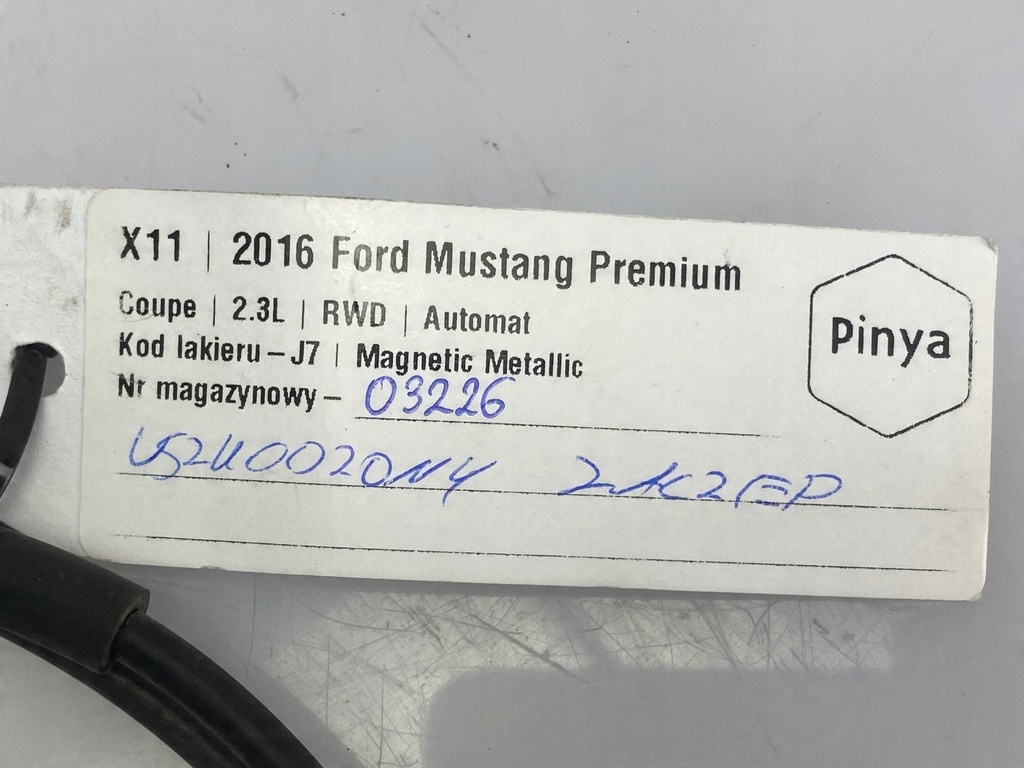 X11 | 2016 Ford Mustang Premium
Coupe | 2.3L | RWD | Automat
Kod lakieru – J7 | Magnetic Metallic
Nr magazynowy – 03226
Pinya